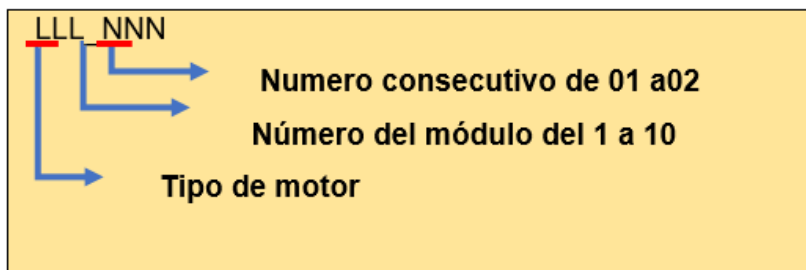 LLL_NNN
Numero consecutivo de 01 a02
Número del módulo del 1 a 10
Tipo de motor